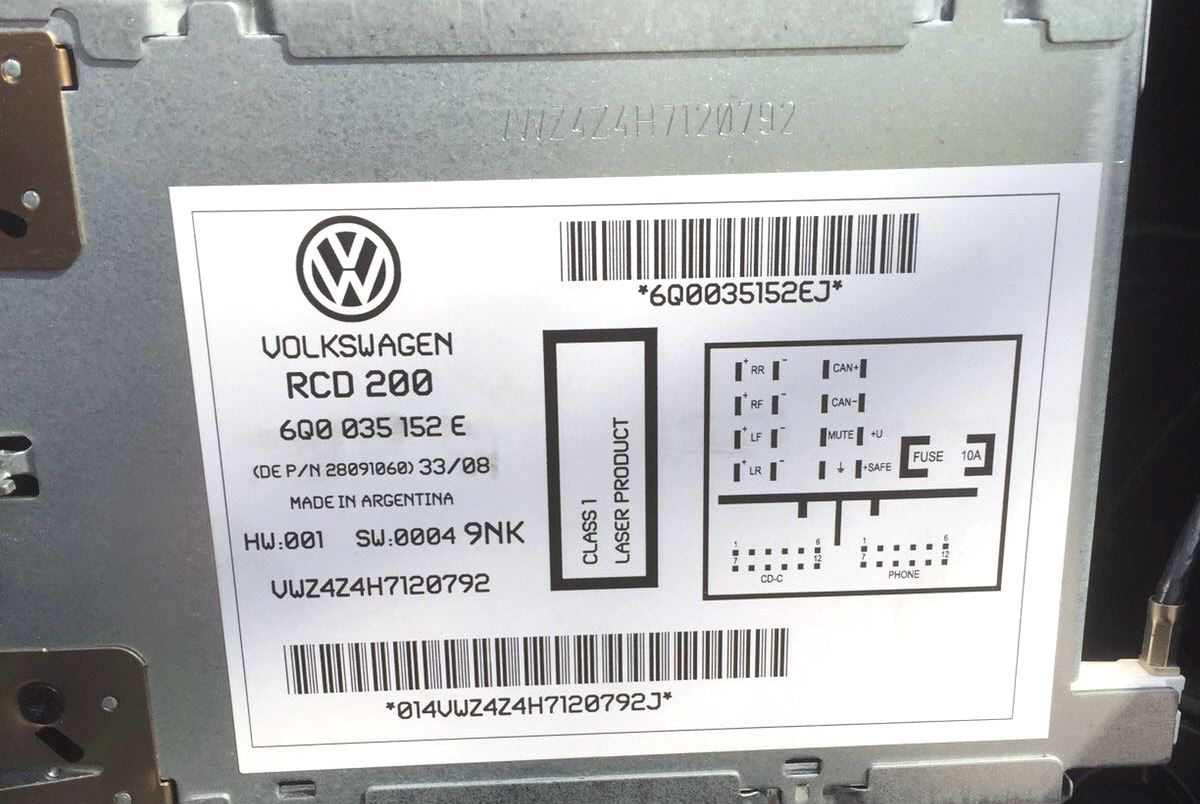 VWZ4Z4H7120792
VOLKSWAGEN
RCD 200
6Q0 035 152 E
(DE P/N 28091060) 33/08
MADE IN ARGENTINA
HW:001 SW:0004 9NK
VWZ4Z4H7120792
*6Q0035152EJ*
CLASS 1
LASER PRODUCT
+ RR - CAN+
+ RF - CAN-
+ LF - MUTE +U
+ LR - +SAFE
FUSE 10A
1 6 1 6
7 12 7 12
CD-C PHONE
*014VWZ4Z4H7120792J*